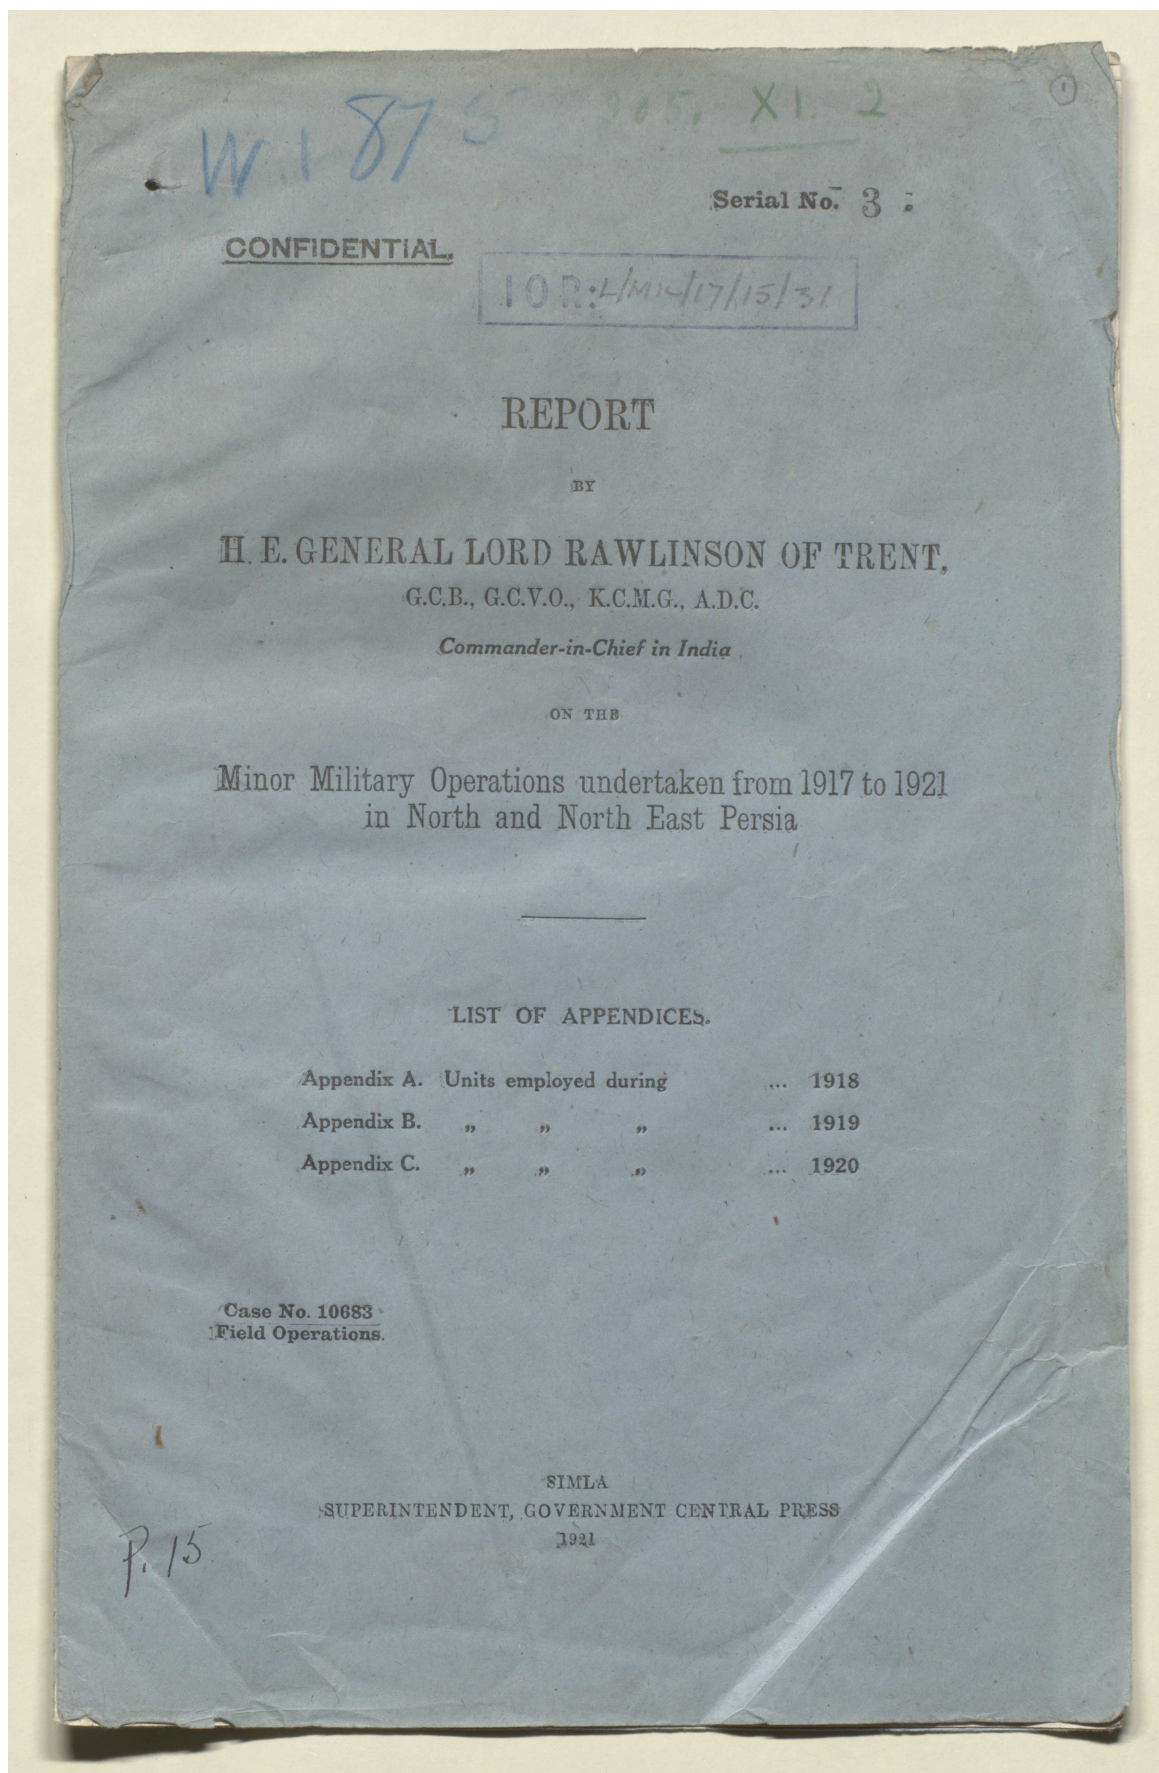 W.I 87
XI. 2
1
Serial No. 3.
CONFIDENTIAL.
IOR: L/MIL/17/15/31
REPORT
BY
H. E. GENERAL LORD RAWLINSON OF TRENT,
G.C.B., G.C.V.O., K.C.M.G., A.D.C.
Commander-in-Chief in India
ON THE
Minor Military Operations undertaken from 1917 to 1921
in North and North East Persia
LIST OF APPENDICES.
Appendix A. Units employed during ... 1918
Appendix B. „ „ „ ... 1919
Appendix C. „ „ „ ... 1920
Case No. 10683
Field Operations.
SIMLA
SUPERINTENDENT, GOVERNMENT CENTRAL PRESS
1921
P. 15